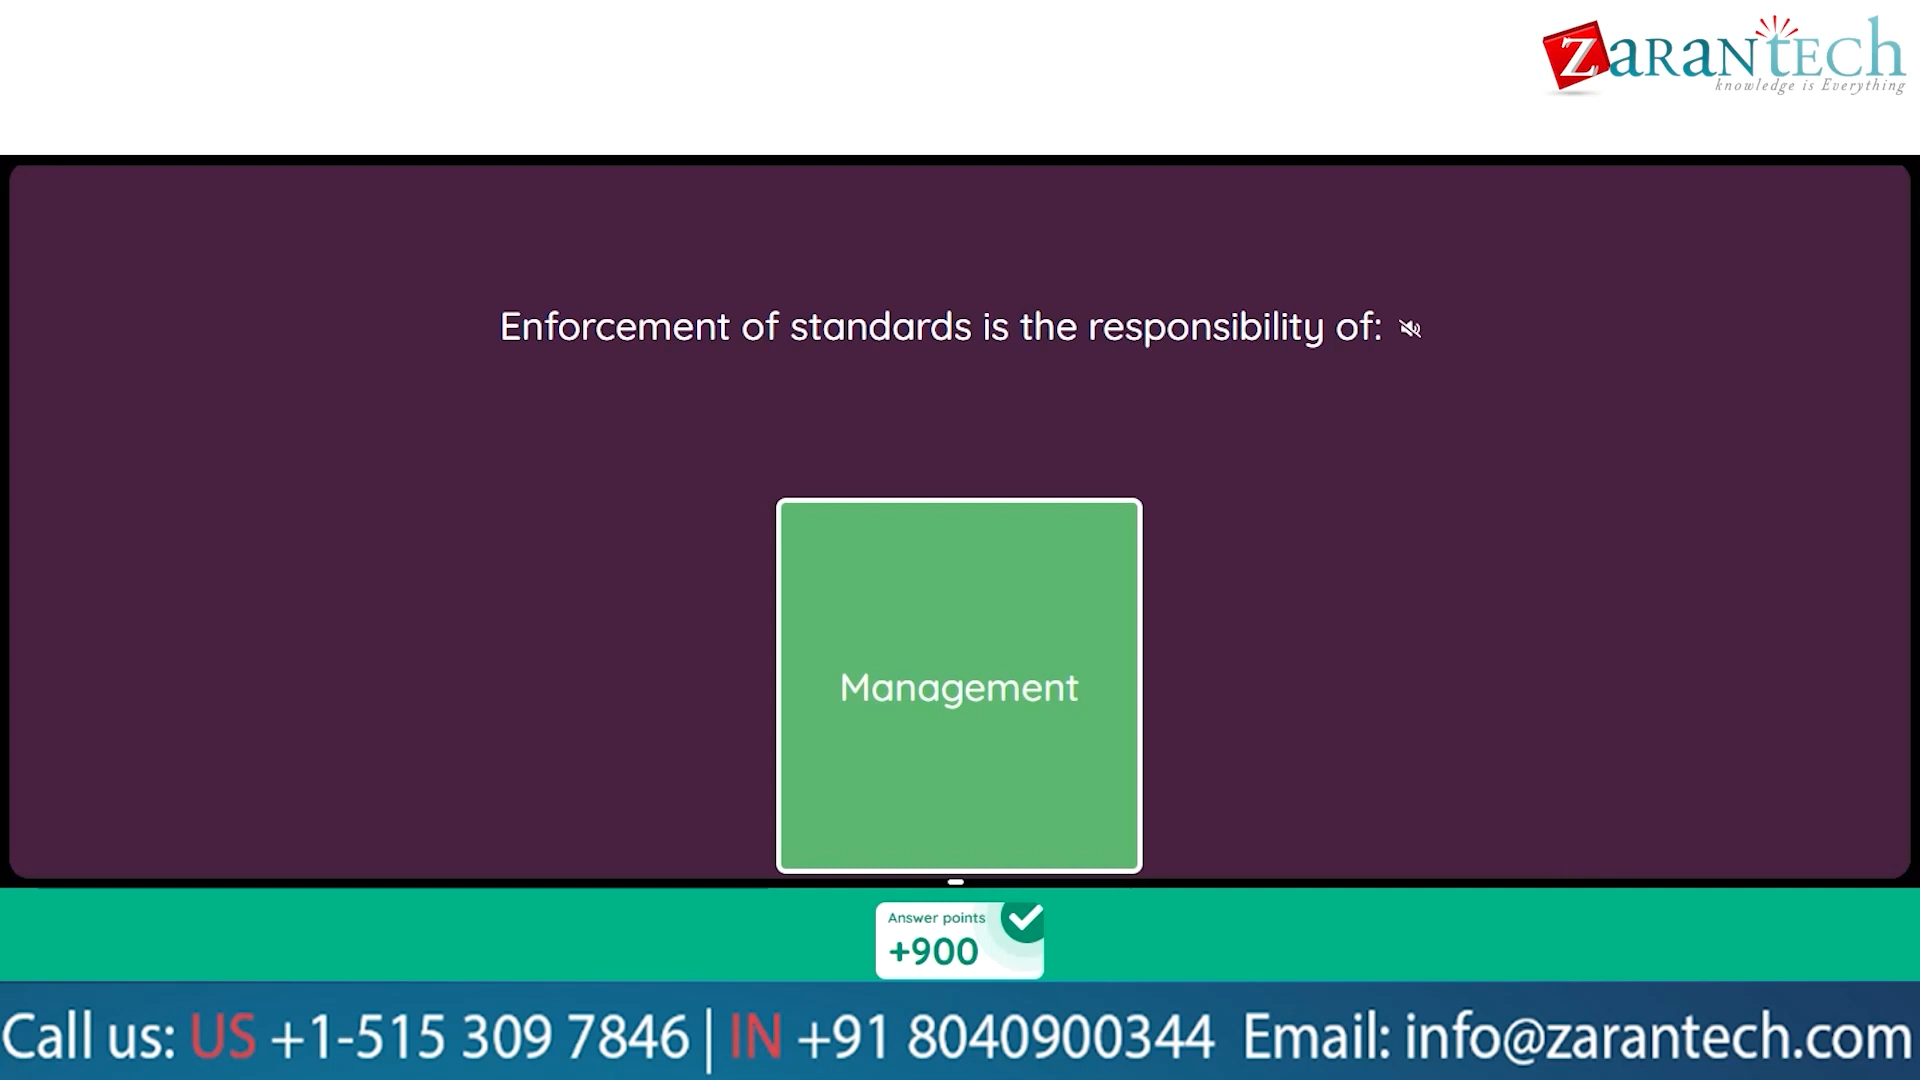 ZARANTECH
knowledge is Everything
Enforcement of standards is the responsibility of:
Management
Answer points
+900
Call us: US +1-515 309 7846 | IN +91 8040900344 Email: info@zarantech.com